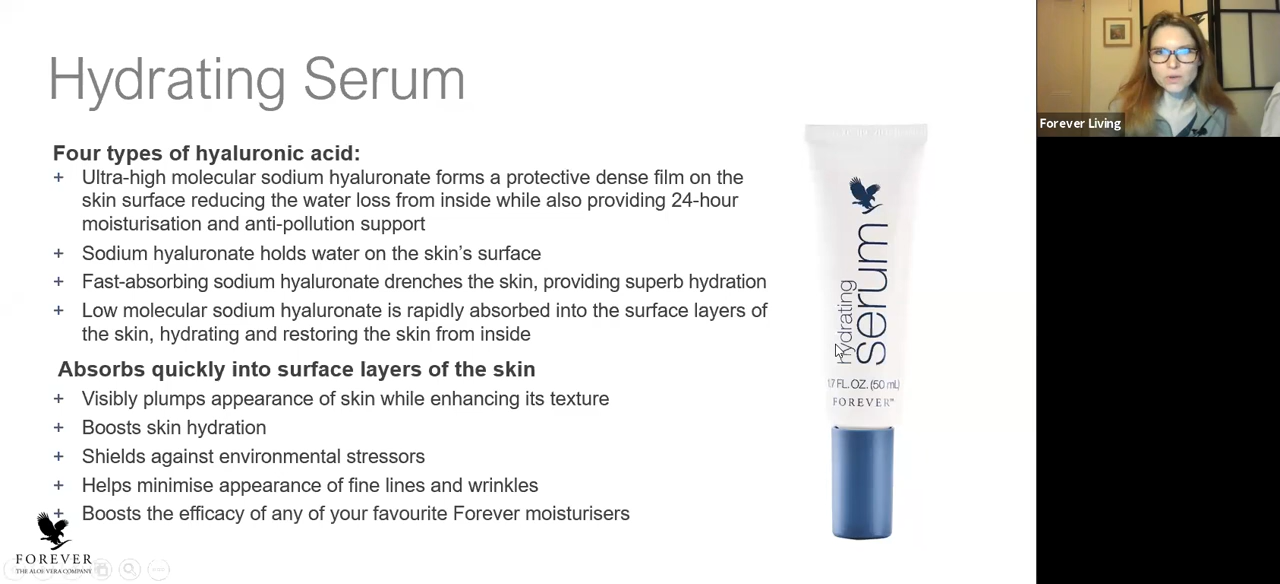 Hydrating Serum
Four types of hyaluronic acid:
+ Ultra-high molecular sodium hyaluronate forms a protective dense film on the
skin surface reducing the water loss from inside while also providing 24-hour
moisturisation and anti-pollution support
+ Sodium hyaluronate holds water on the skin's surface
+ Fast-absorbing sodium hyaluronate drenches the skin, providing superb hydration
+ Low molecular sodium hyaluronate is rapidly absorbed into the surface layers of
the skin, hydrating and restoring the skin from inside
Absorbs quickly into surface layers of the skin
+ Visibly plumps appearance of skin while enhancing its texture
+ Boosts skin hydration
+ Shields against environmental stressors
+ Helps minimise appearance of fine lines and wrinkles
+ Boosts the efficacy of any of your favourite Forever moisturisers
FOREVER
THE ALOE VERA COMPANY
hydrating
serum
1.7 FL. OZ. (50 mL)
FOREVER™
Forever Living